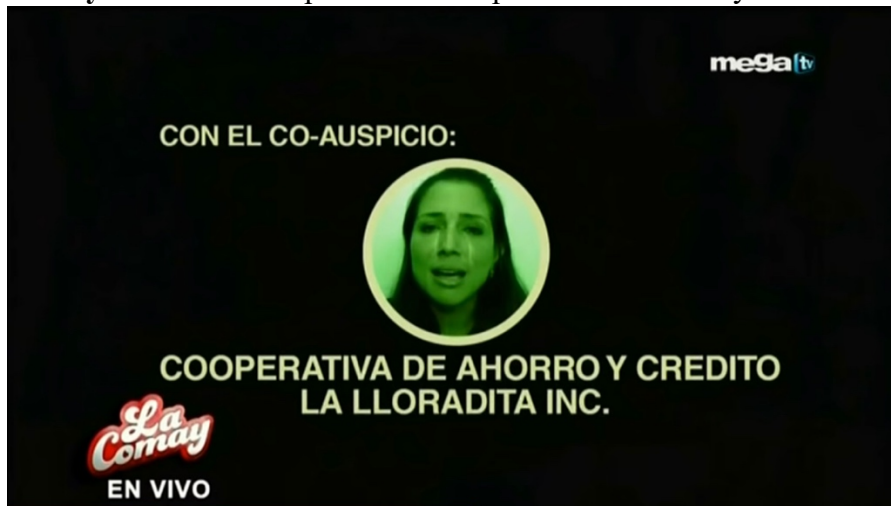 mega tv
CON EL CO-AUSPICIO:
COOPERATIVA DE AHORRO Y CREDITO
LA LLORADITA INC.
La
Comay
EN VIVO